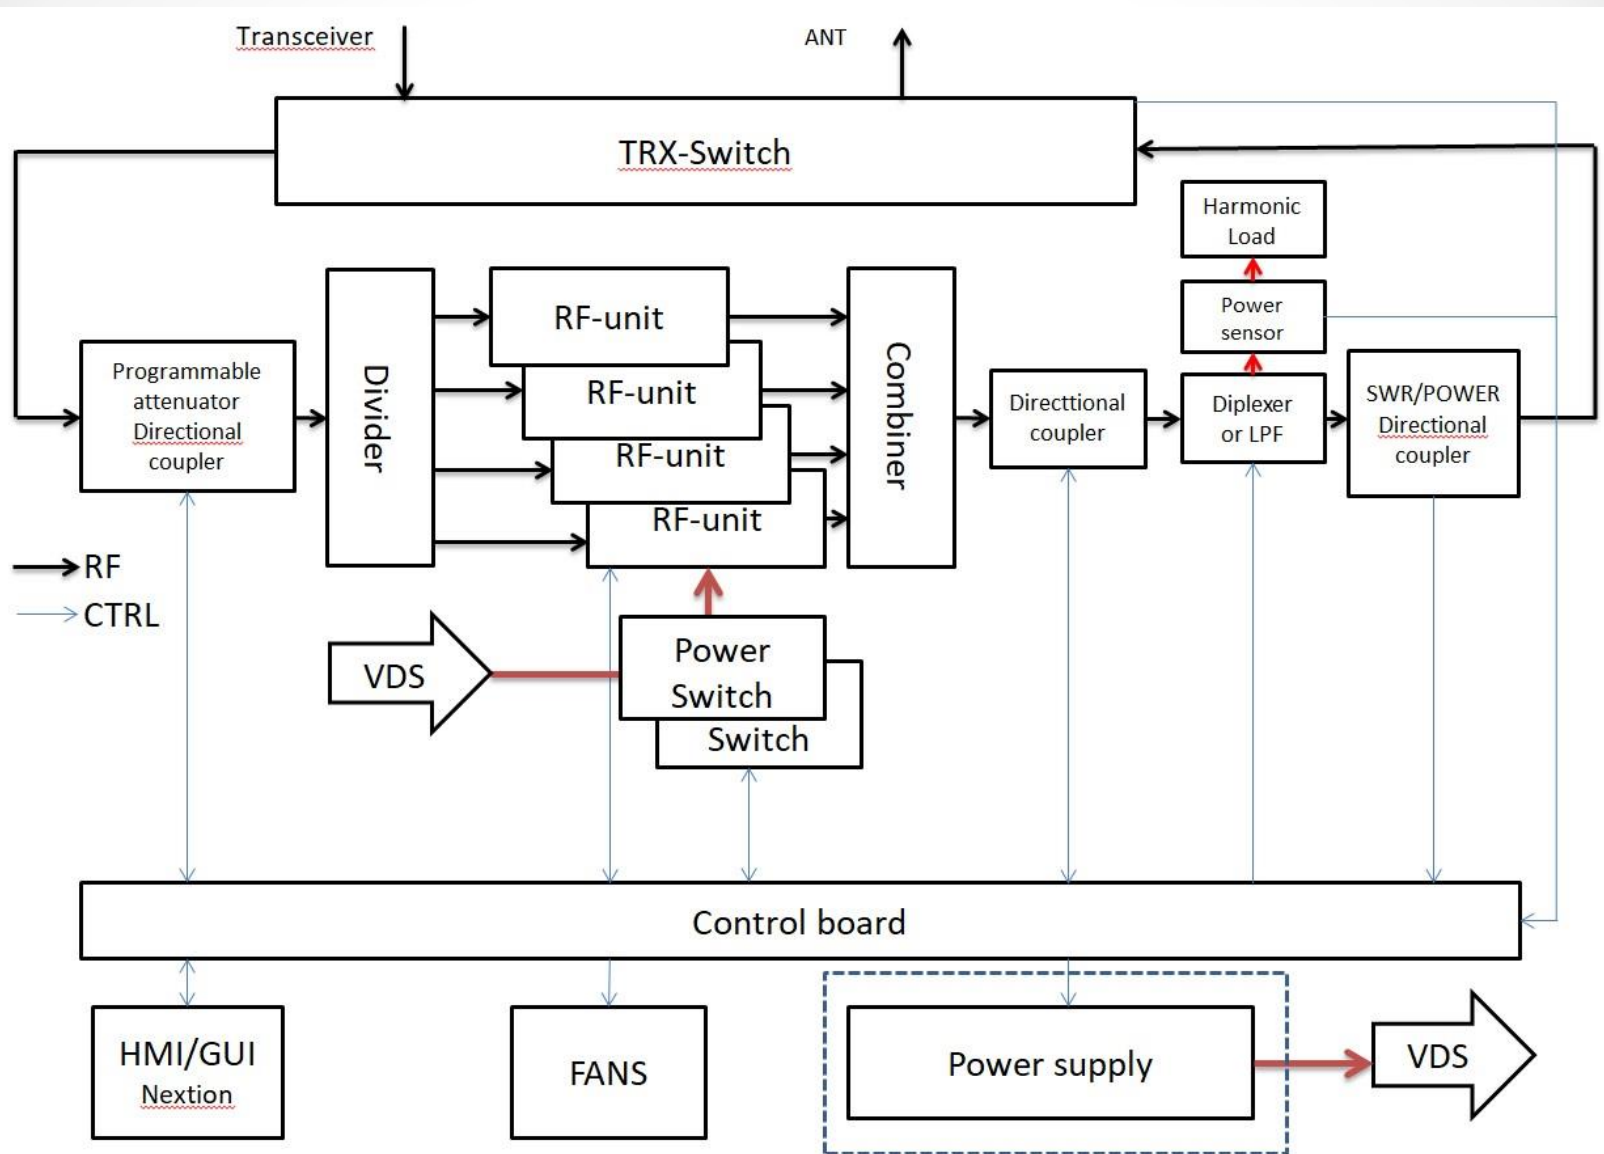 Transceiver
ANT
TRX-Switch
Harmonic
Load
Power
sensor
Programmable
attenuator
Directional
coupler
Divider
RF-unit
RF-unit
RF-unit
RF-unit
Combiner
Directtional
coupler
Diplexer
or LPF
SWR/POWER
Directional
coupler
RF
CTRL
VDS
Power
Switch
Switch
Control board
HMI/GUI
Nextion
FANS
Power supply
VDS